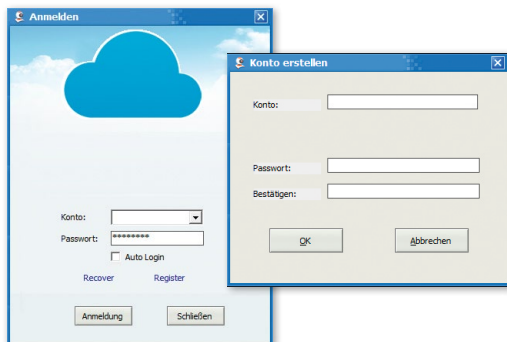 Anmelden
Konto:
Passwort: ********
Auto Login
Recover Register
Anmeldung Schließen
Konto erstellen
Konto:
Passwort:
Bestätigen:
OK Abbrechen